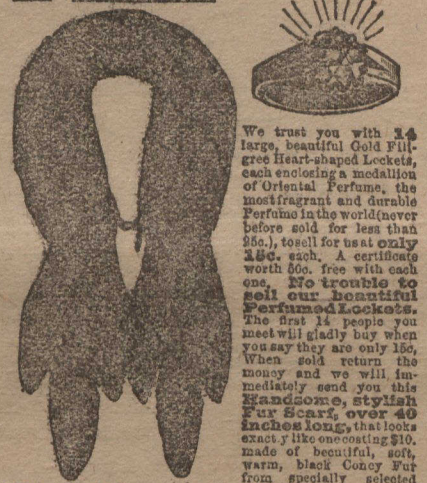 We trust you with 14
large, beautiful Gold Fili-
gree Heart-shaped Lockets,
each enclosing a medallion
of Oriental Perfume, the
most fragrant and durable
Perfume in the world (never
before sold for less than
25c.), to sell for us at only
15c. each. A certificate
worth 50c. free with each
one. No trouble to
sell our beautiful
Perfumed Lockets.
The first 14 people you
meet will gladly buy when
you say they are only 15c.
When sold return the
money and we will im-
mediately send you this
Handsome, stylish
Fur Scarf, over 40
inches long, that looks
exactly like one costing $10.
made of beautiful, soft,
warm, black Coney Fur
from specially selected